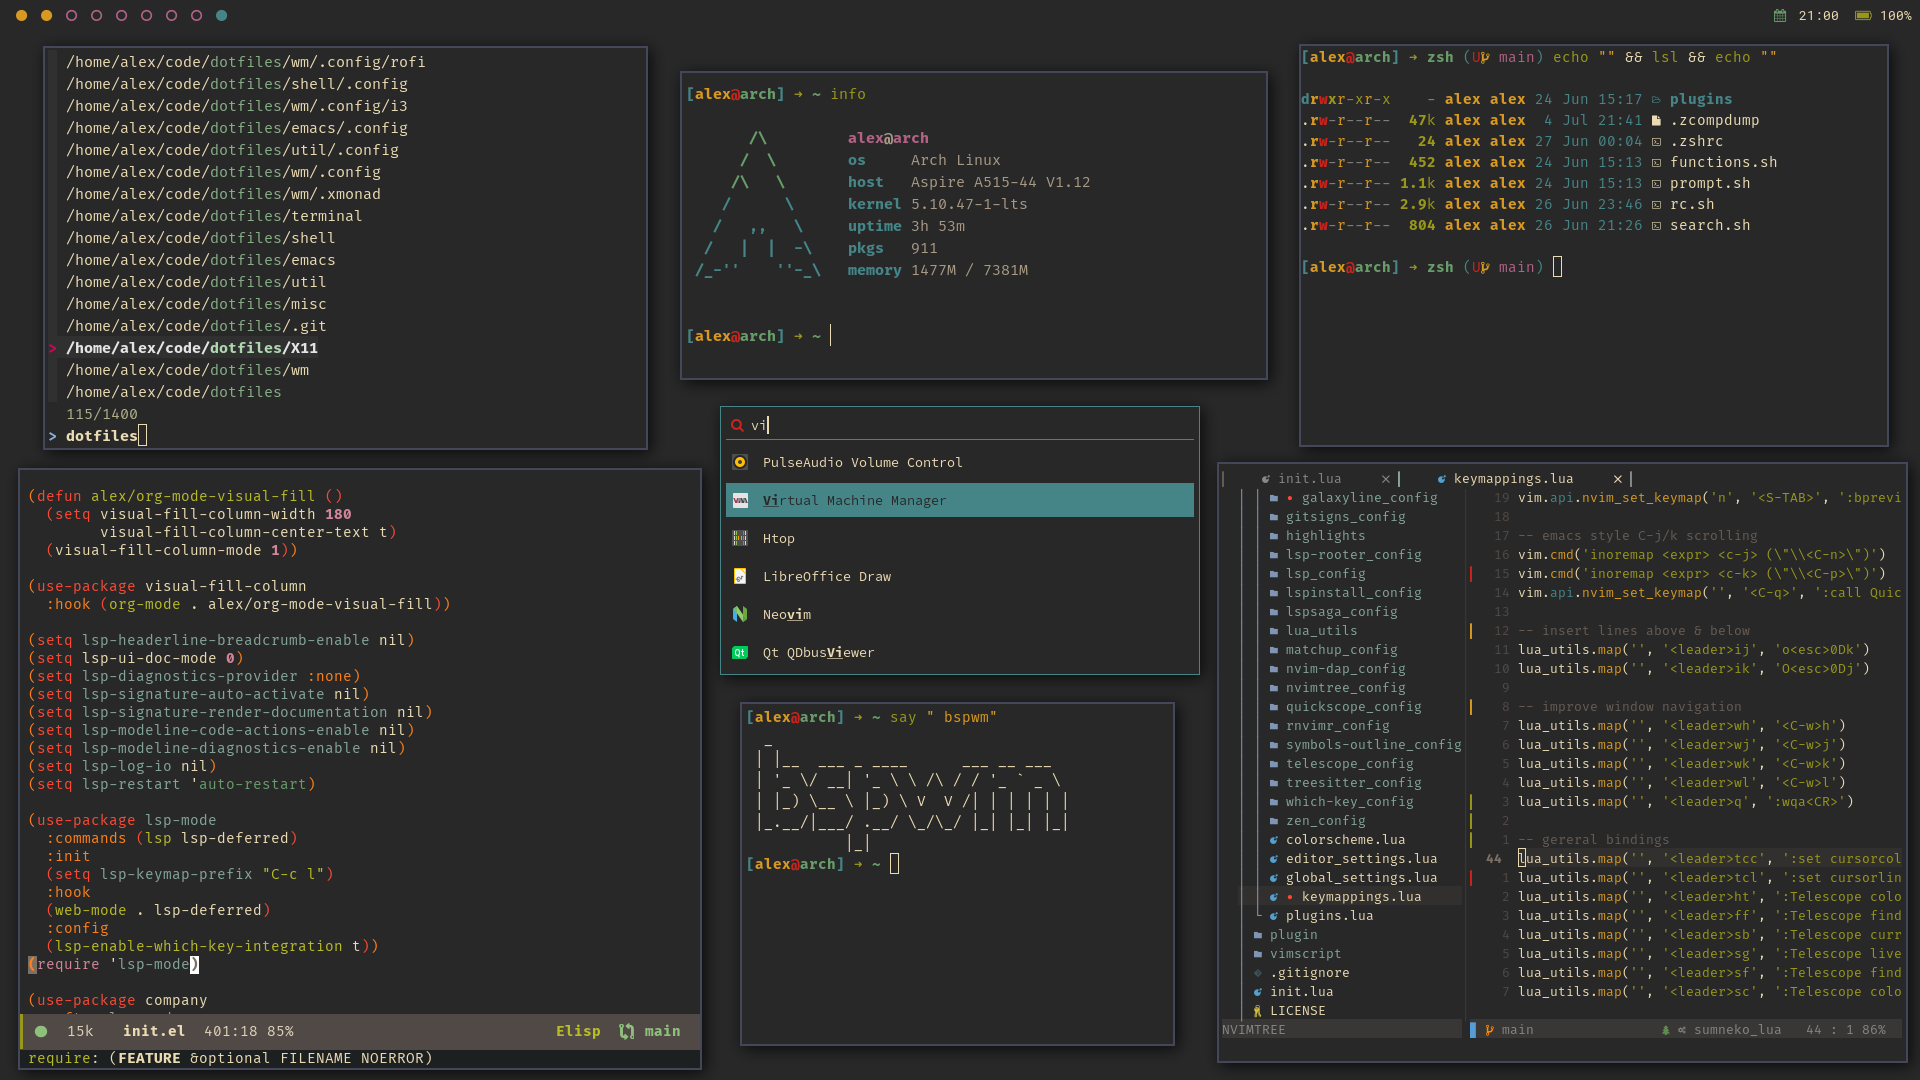 21:00 100%
/home/alex/code/dotfiles/wm/.config/rofi
/home/alex/code/dotfiles/shell/.config
/home/alex/code/dotfiles/wm/.config/i3
/home/alex/code/dotfiles/emacs/.config
/home/alex/code/dotfiles/util/.config
/home/alex/code/dotfiles/wm/.config
/home/alex/code/dotfiles/wm/.xmonad
/home/alex/code/dotfiles/terminal
/home/alex/code/dotfiles/shell
/home/alex/code/dotfiles/emacs
/home/alex/code/dotfiles/util
/home/alex/code/dotfiles/misc
/home/alex/code/dotfiles/.git
> /home/alex/code/dotfiles/X11
/home/alex/code/dotfiles/wm
/home/alex/code/dotfiles
115/1400
> dotfiles
[alex@arch] → ~ info
alex@arch
os Arch Linux
host Aspire A515-44 V1.12
kernel 5.10.47-1-lts
uptime 3h 53m
pkgs 911
memory 1477M / 7381M
[alex@arch] → ~
[alex@arch] → zsh (U main) echo "" && lsl && echo ""
drwxr-xr-x - alex alex 24 Jun 15:17 plugins
.rw-r--r-- 47k alex alex 4 Jul 21:41 .zcompdump
.rw-r--r-- 24 alex alex 27 Jun 00:04 .zshrc
.rw-r--r-- 452 alex alex 24 Jun 15:13 functions.sh
.rw-r--r-- 1.1k alex alex 24 Jun 15:13 prompt.sh
.rw-r--r-- 2.9k alex alex 26 Jun 23:46 rc.sh
.rw-r--r-- 804 alex alex 26 Jun 21:26 search.sh
[alex@arch] → zsh (U main)
vi
PulseAudio Volume Control
Virtual Machine Manager
Htop
LibreOffice Draw
Neovim
Qt QDbusViewer
(defun alex/org-mode-visual-fill ()
(setq visual-fill-column-width 180
visual-fill-column-center-text t)
(visual-fill-column-mode 1))
(use-package visual-fill-column
:hook (org-mode . alex/org-mode-visual-fill))
(setq lsp-headerline-breadcrumb-enable nil)
(setq lsp-ui-doc-mode 0)
(setq lsp-diagnostics-provider :none)
(setq lsp-signature-auto-activate nil)
(setq lsp-signature-render-documentation nil)
(setq lsp-modeline-code-actions-enable nil)
(setq lsp-modeline-diagnostics-enable nil)
(setq lsp-log-io nil)
(setq lsp-restart 'auto-restart)
(use-package lsp-mode
:commands (lsp lsp-deferred)
:init
(setq lsp-keymap-prefix "C-c l")
:hook
(web-mode . lsp-deferred)
:config
(lsp-enable-which-key-integration t))
(require 'lsp-mode)
(use-package company
15k init.el 401:18 85% Elisp main
require: (FEATURE &optional FILENAME NOERROR)
[alex@arch] → ~ say " bspwm"
bspwm
[alex@arch] → ~
init.lua × keymappings.lua ×
galaxyline_config
gitsigns_config
highlights
lsp-rooter_config
lsp_config
lspinstall_config
lspsaga_config
lua_utils
matchup_config
nvim-dap_config
nvimtree_config
quickscope_config
rnvimr_config
symbols-outline_config
telescope_config
treesitter_config
which-key_config
zen_config
colorscheme.lua
editor_settings.lua
global_settings.lua
keymappings.lua
plugins.lua
plugin
vimscript
.gitignore
init.lua
LICENSE
NVIMTREE
19 vim.api.nvim_set_keymap('n', '<S-TAB>', ':bprevi
18
17 -- emacs style C-j/k scrolling
16 vim.cmd('inoremap <expr> <c-j> (\"\\<C-n>\")')
15 vim.cmd('inoremap <expr> <c-k> (\"\\<C-p>\")')
14 vim.api.nvim_set_keymap('', '<C-q>', ':call Quic
13
12 -- insert lines above & below
11 lua_utils.map('', '<leader>ij', 'o<esc>0Dk')
10 lua_utils.map('', '<leader>ik', 'O<esc>0Dj')
9
8 -- improve window navigation
7 lua_utils.map('', '<leader>wh', '<C-w>h')
6 lua_utils.map('', '<leader>wj', '<C-w>j')
5 lua_utils.map('', '<leader>wk', '<C-w>k')
4 lua_utils.map('', '<leader>wl', '<C-w>l')
3 lua_utils.map('', '<leader>q', ':wqa<CR>')
2
1 -- gereral bindings
44 lua_utils.map('', '<leader>tcc', ':set cursorcol
1 lua_utils.map('', '<leader>tcl', ':set cursorlin
2 lua_utils.map('', '<leader>ht', ':Telescope colo
3 lua_utils.map('', '<leader>ff', ':Telescope find
4 lua_utils.map('', '<leader>sb', ':Telescope curr
5 lua_utils.map('', '<leader>sg', ':Telescope live
6 lua_utils.map('', '<leader>sf', ':Telescope find
7 lua_utils.map('', '<leader>sc', ':Telescope colo
main sumneko_lua 44 : 1 86%